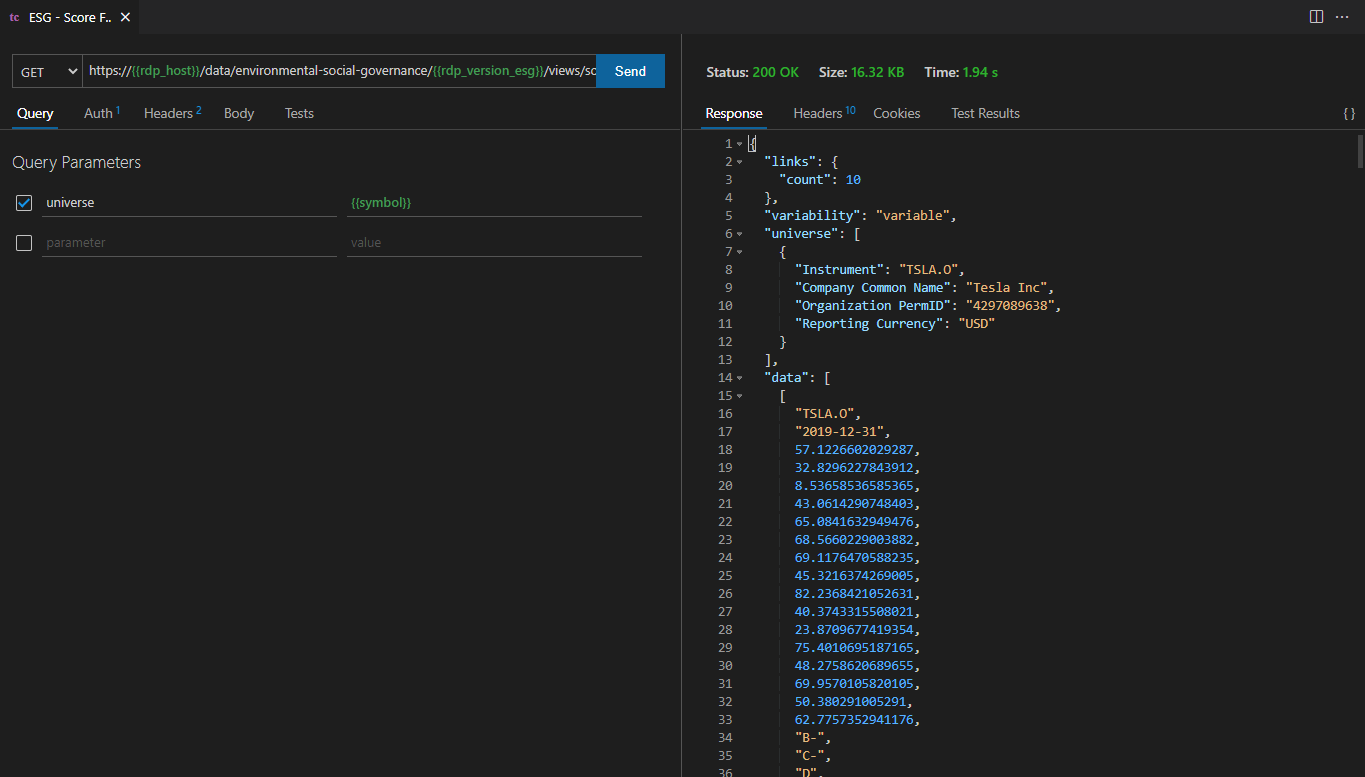 tc ESG - Score F..
GET https://{{rdp_host}}/data/environmental-social-governance/{{rdp_version_esg}}/views/sc Send
Query Auth 1 Headers 2 Body Tests
Query Parameters
universe {{symbol}}
parameter value
Status: 200 OK Size: 16.32 KB Time: 1.94 s
Response Headers 10 Cookies Test Results { }
1 {
2 "links": {
3 "count": 10
4 },
5 "variability": "variable",
6 "universe": [
7 {
8 "Instrument": "TSLA.O",
9 "Company Common Name": "Tesla Inc",
10 "Organization PermID": "4297089638",
11 "Reporting Currency": "USD"
12 }
13 ],
14 "data": [
15 [
16 "TSLA.O",
17 "2019-12-31",
18 57.1226602029287,
19 32.8296227843912,
20 8.53658536585365,
21 43.0614290748403,
22 65.0841632949476,
23 68.5660229003882,
24 69.1176470588235,
25 45.3216374269005,
26 82.2368421052631,
27 40.3743315508021,
28 23.8709677419354,
29 75.4010695187165,
30 48.2758620689655,
31 69.9570105820105,
32 50.380291005291,
33 62.7757352941176,
34 "B-",
35 "C-",
36 "D",